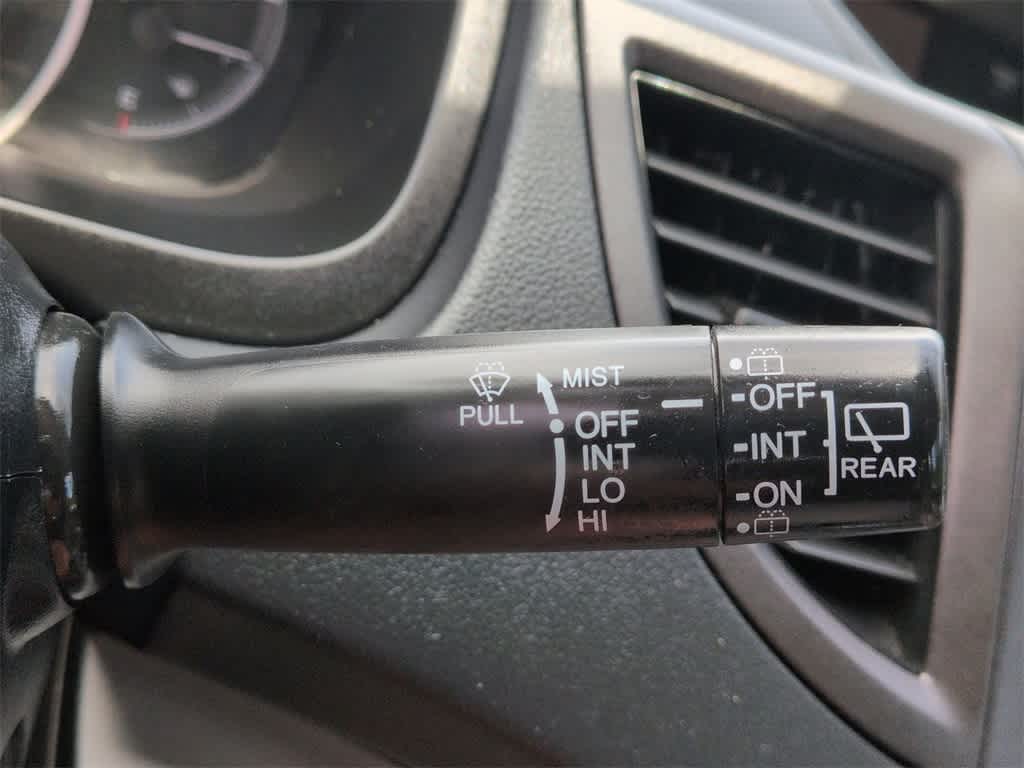 MIST
PULL
OFF
INT
LO
HI
OFF
INT
ON
REAR
E